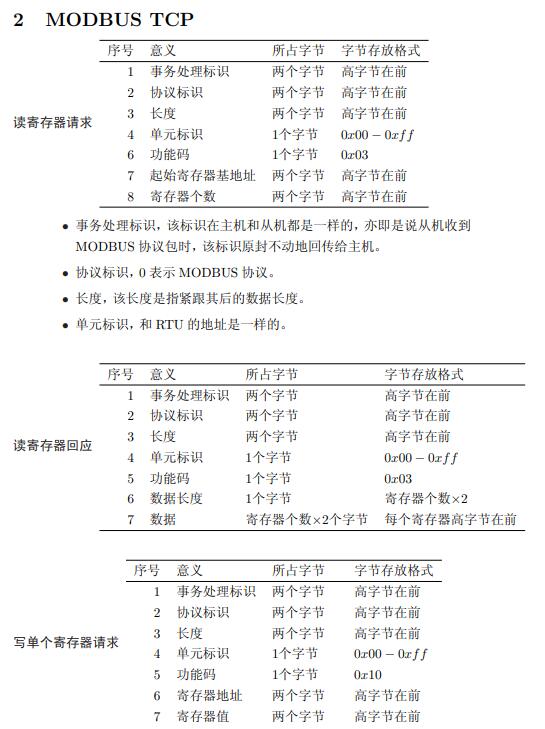 2 MODBUS TCP
序号 意义 所占字节 字节存放格式
1 事务处理标识 两个字节 高字节在前
2 协议标识 两个字节 高字节在前
3 长度 两个字节 高字节在前
读寄存器请求
4 单元标识 1个字节 0x00 − 0xff
6 功能码 1个字节 0x03
7 起始寄存器基地址 两个字节 高字节在前
8 寄存器个数 两个字节 高字节在前
• 事务处理标识，该标识在主机和从机都是一样的，亦即是说从机收到
MODBUS 协议包时，该标识原封不动地回传给主机。
• 协议标识，0 表示 MODBUS 协议。
• 长度，该长度是指紧跟其后的数据长度。
• 单元标识，和 RTU 的地址是一样的。
序号 意义 所占字节 字节存放格式
1 事务处理标识 两个字节 高字节在前
2 协议标识 两个字节 高字节在前
3 长度 两个字节 高字节在前
读寄存器回应
4 单元标识 1个字节 0x00 − 0xff
5 功能码 1个字节 0x03
6 数据长度 1个字节 寄存器个数×2
7 数据 寄存器个数×2个字节 每个寄存器高字节在前
序号 意义 所占字节 字节存放格式
1 事务处理标识 两个字节 高字节在前
2 协议标识 两个字节 高字节在前
3 长度 两个字节 高字节在前
写单个寄存器请求
4 单元标识 1个字节 0x00 − 0xff
5 功能码 1个字节 0x10
6 寄存器地址 两个字节 高字节在前
7 寄存器值 两个字节 高字节在前